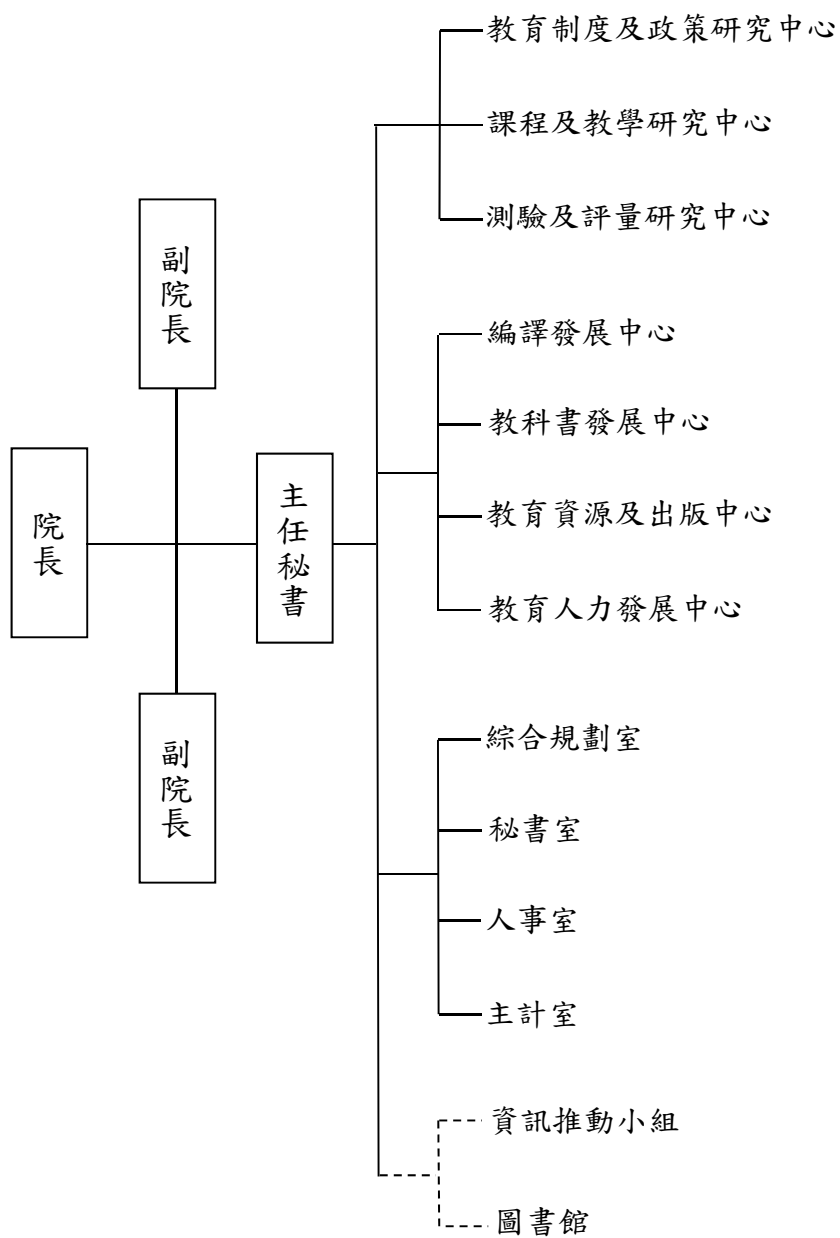 院長
副院長
副院長
主任秘書
教育制度及政策研究中心
課程及教學研究中心
測驗及評量研究中心
編譯發展中心
教科書發展中心
教育資源及出版中心
教育人力發展中心
綜合規劃室
秘書室
人事室
主計室
資訊推動小組
圖書館